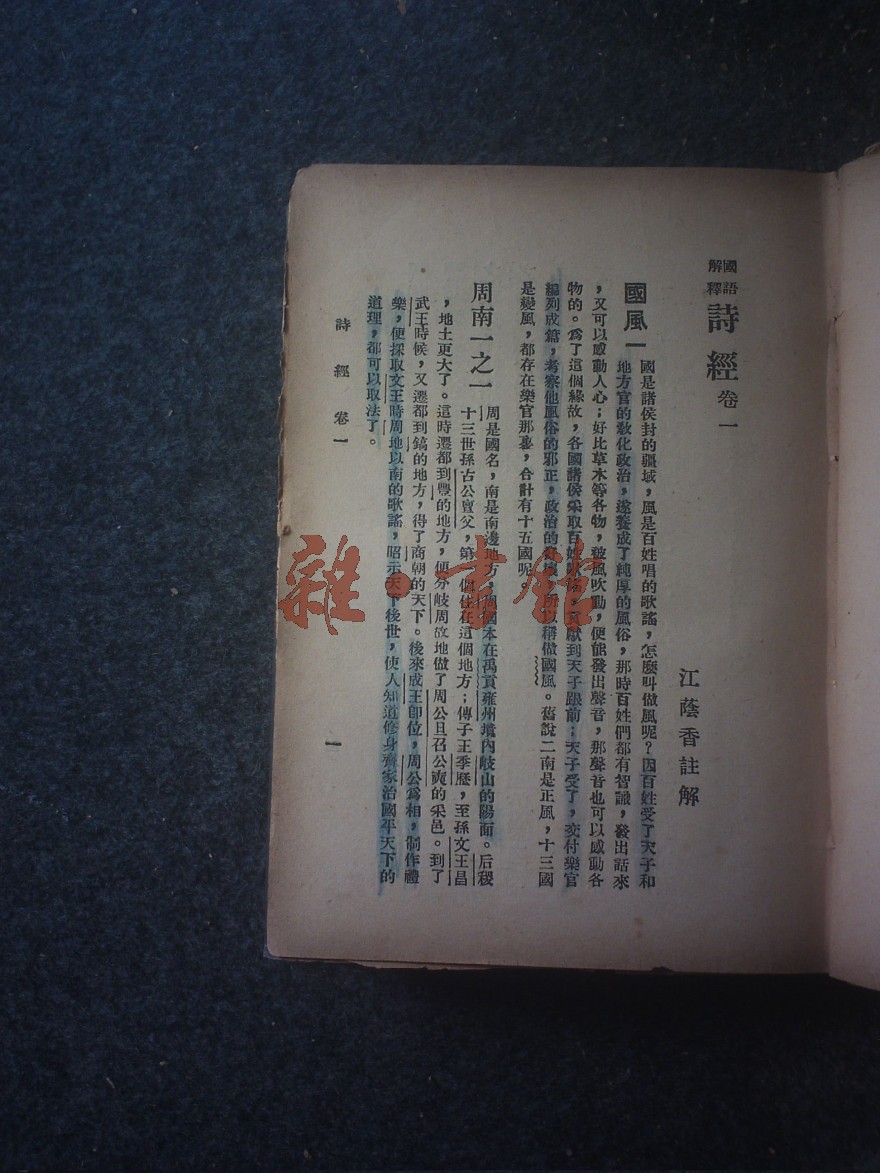 國語
解釋
詩經卷一
江蔭香註解
國風一
國是諸侯封的疆域，風是百姓唱的歌謠，怎麼叫做風呢？因百姓受了天子和
地方官的教化政治，遂養成了純厚的風俗，那時百姓們都有智識，發出話來
，又可以感動人心；好比草木等各物，被風吹動，便能發出聲音，那聲音也可以感動各
物的。為了這個緣故，各國諸侯采取百姓歌謠，貢獻到天子跟前；天子受了，交付樂官
編列成篇，考察他風俗的邪正，政治的，所以稱做國風。舊說二南是正風，十三國
是變風，都存在樂官那裏，合計有十五國呢。
周南一之一
周是國名，南是南邊地方，周國本在禹貢雍州境內岐山的陽面。后稷
十三世孫古公亶父，第一個住在這個地方；傳子王季歷，至孫文王昌
，地土更大了。這時遷都到豐的地方，便分岐周故地做了周公旦召公奭的采邑。到了
武王時候，又遷都到鎬的地方，得了商朝的天下。後來成王卽位，周公爲相，制作禮
樂，便採取文王時周地以南的歌謠，昭示天下後世，使人知道修身齊家治國平天下的
道理，都可以取法了。
詩經卷一
一
雜·書館